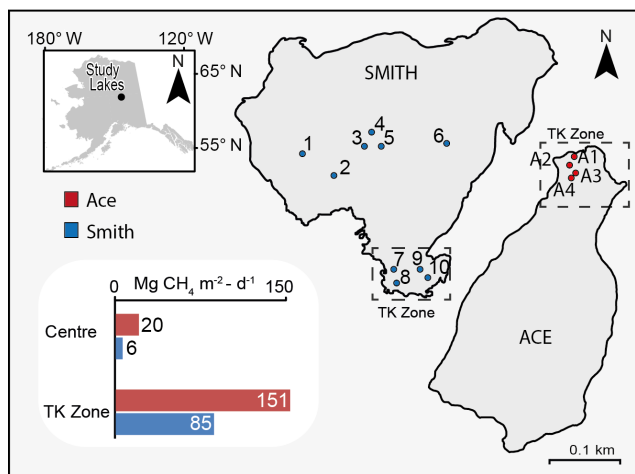 180° W
120° W
N
65° N
Study
Lakes
55° N
SMITH
N
1
2
3
4
5
6
7
8
9
10
TK Zone
TK Zone
A2
A1
A3
A4
ACE
Ace
Smith
0
Mg CH₄ m⁻² - d⁻¹
150
Centre
20
6
TK Zone
151
85
0.1 km